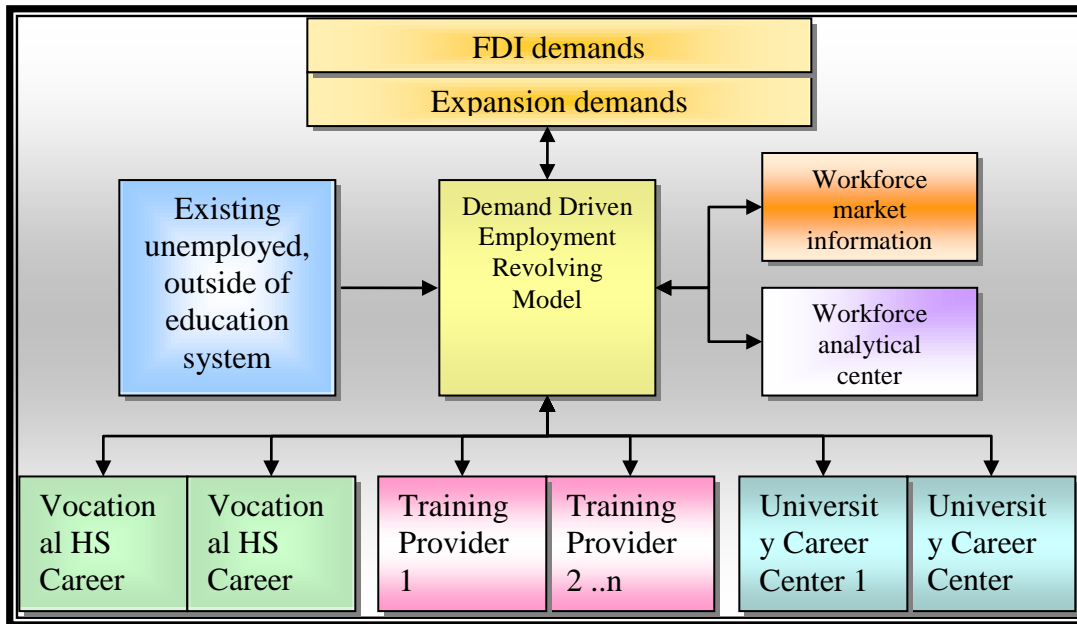 FDI demands
Expansion demands
Existing
unemployed,
outside of
education
system
Demand Driven
Employment
Revolving
Model
Workforce
market
information
Workforce
analytical
center
Vocation
al HS
Career
Vocation
al HS
Career
Training
Provider
1
Training
Provider
2 ..n
Universit
y Career
Center 1
Universit
y Career
Center